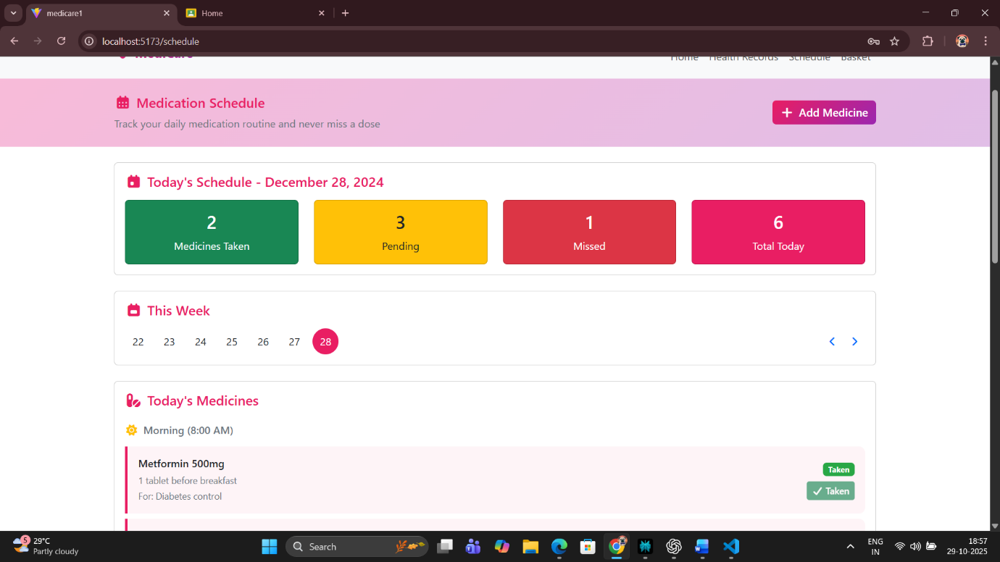 medicare1
Home
localhost:5173/schedule
Home Health Records Schedule Basket
Medication Schedule
Track your daily medication routine and never miss a dose
Add Medicine
Today's Schedule - December 28, 2024
2
Medicines Taken
3
Pending
1
Missed
6
Total Today
This Week
22 23 24 25 26 27 28
Today's Medicines
Morning (8:00 AM)
Metformin 500mg
1 tablet before breakfast
For: Diabetes control
Taken
Taken
5
29°C
Partly cloudy
Search
ENG
IN
18:57
29-10-2025